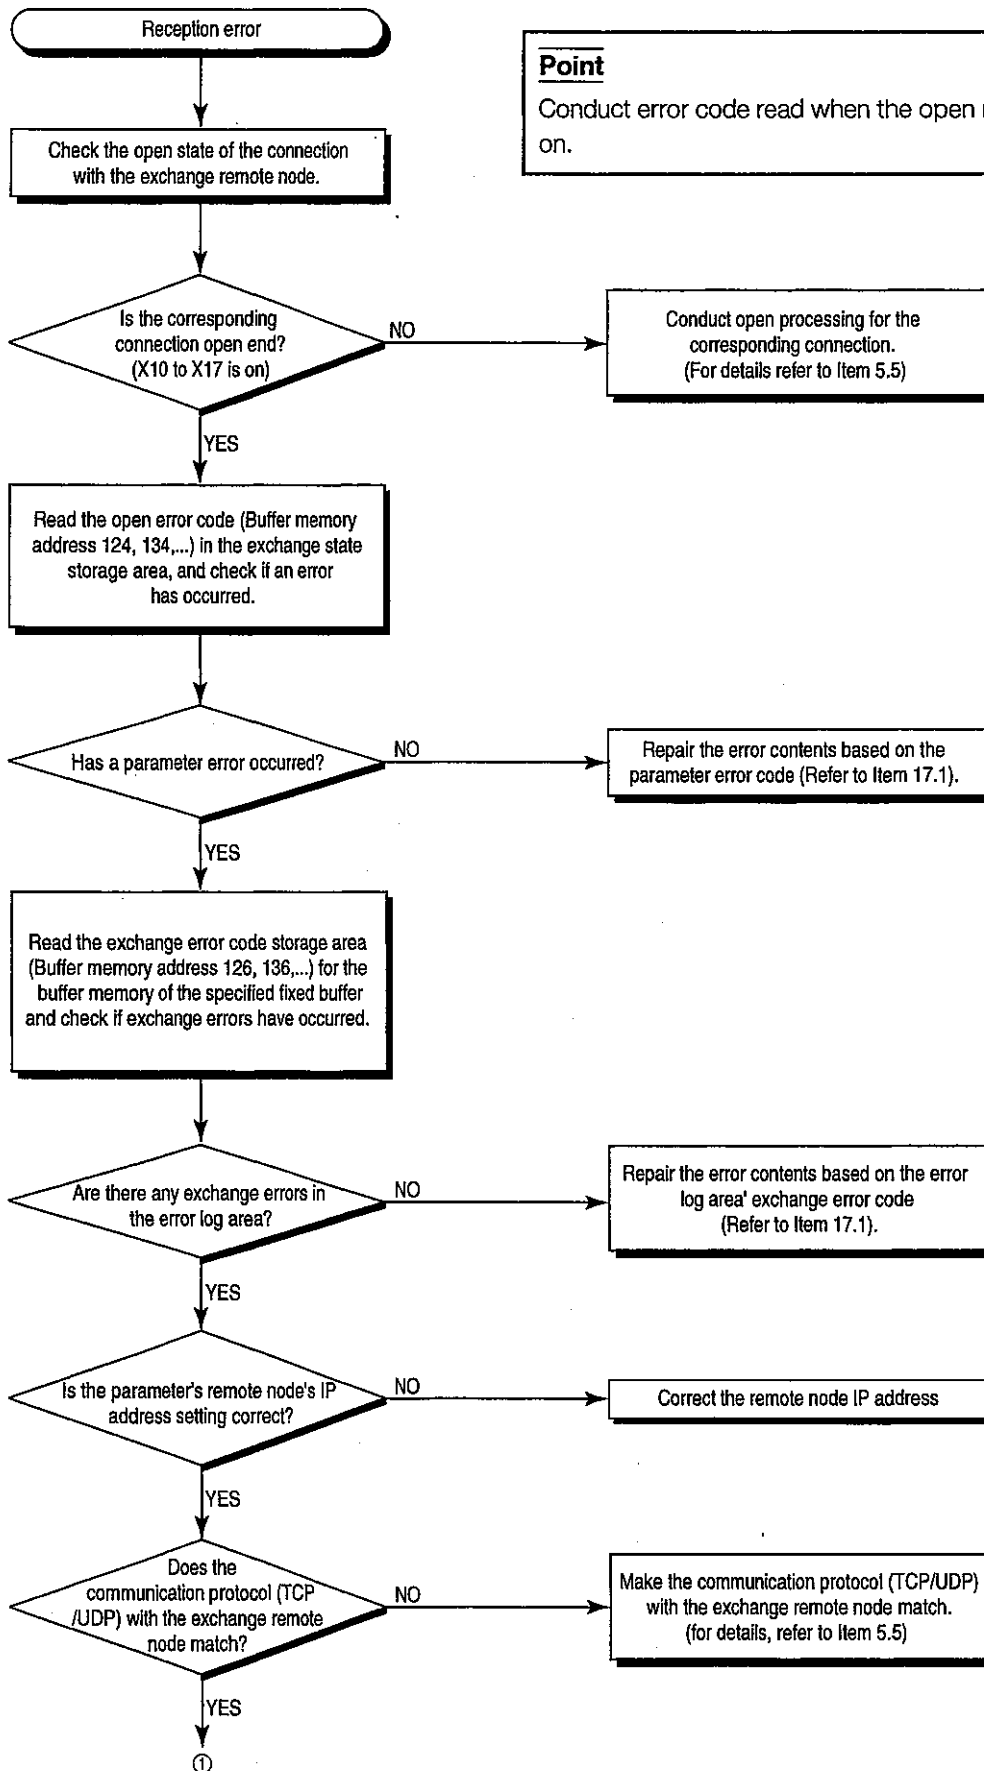 Reception error
Point
Conduct error code read when the open
on.
Check the open state of the connection
with the exchange remote node.
Is the corresponding
connection open end?
(X10 to X17 is on)
NO
Conduct open processing for the
corresponding connection.
(For details refer to Item 5.5)
YES
Read the open error code (Buffer memory
address 124, 134,...) in the exchange state
storage area, and check if an error
has occurred.
Has a parameter error occurred?
NO
Repair the error contents based on the
parameter error code (Refer to Item 17.1).
YES
Read the exchange error code storage area
(Buffer memory address 126, 136,...) for the
buffer memory of the specified fixed buffer
and check if exchange errors have occurred.
Are there any exchange errors in
the error log area?
NO
Repair the error contents based on the error
log area' exchange error code
(Refer to Item 17.1).
YES
Is the parameter's remote node's IP
address setting correct?
NO
Correct the remote node IP address
YES
Does the
communication protocol (TCP
/UDP) with the exchange remote
node match?
NO
Make the communication protocol (TCP/UDP)
with the exchange remote node match.
(for details, refer to Item 5.5)
YES
①